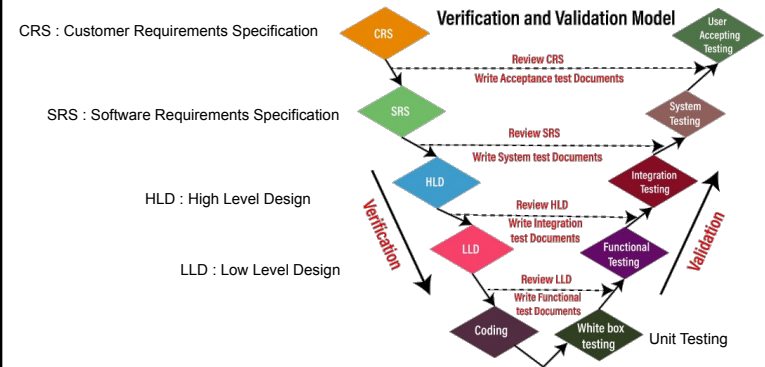 Verification and Validation Model
CRS : Customer Requirements Specification
CRS
User
Accepting
Testing
Review CRS
Write Acceptance test Documents
SRS : Software Requirements Specification
SRS
System
Testing
Review SRS
Write System test Documents
HLD : High Level Design
HLD
Integration
Testing
Review HLD
Write Integration
test Documents
Verification
Validation
LLD : Low Level Design
LLD
Functional
Testing
Review LLD
Write Functional
test Documents
Coding
White box
testing
Unit Testing